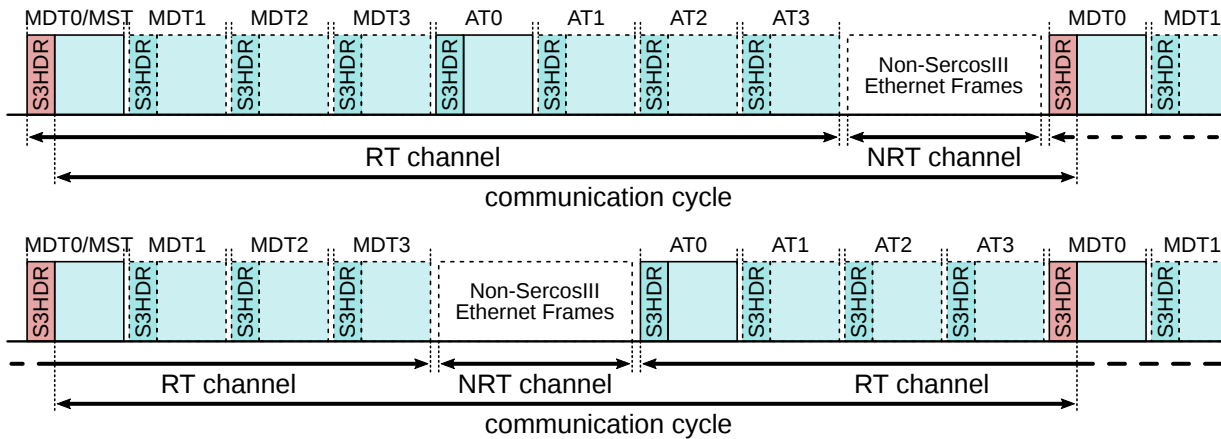 MDT0/MST MDT1 MDT2 MDT3 AT0 AT1 AT2 AT3 MDT0 MDT1
S3HDR S3HDR S3HDR S3HDR S3HDR S3HDR S3HDR S3HDR Non-SercosIII S3HDR S3HDR
Ethernet Frames
RT channel NRT channel
communication cycle
MDT0/MST MDT1 MDT2 MDT3 AT0 AT1 AT2 AT3 MDT0 MDT1
S3HDR S3HDR S3HDR S3HDR Non-SercosIII S3HDR S3HDR S3HDR S3HDR S3HDR S3HDR
Ethernet Frames
RT channel NRT channel RT channel
communication cycle